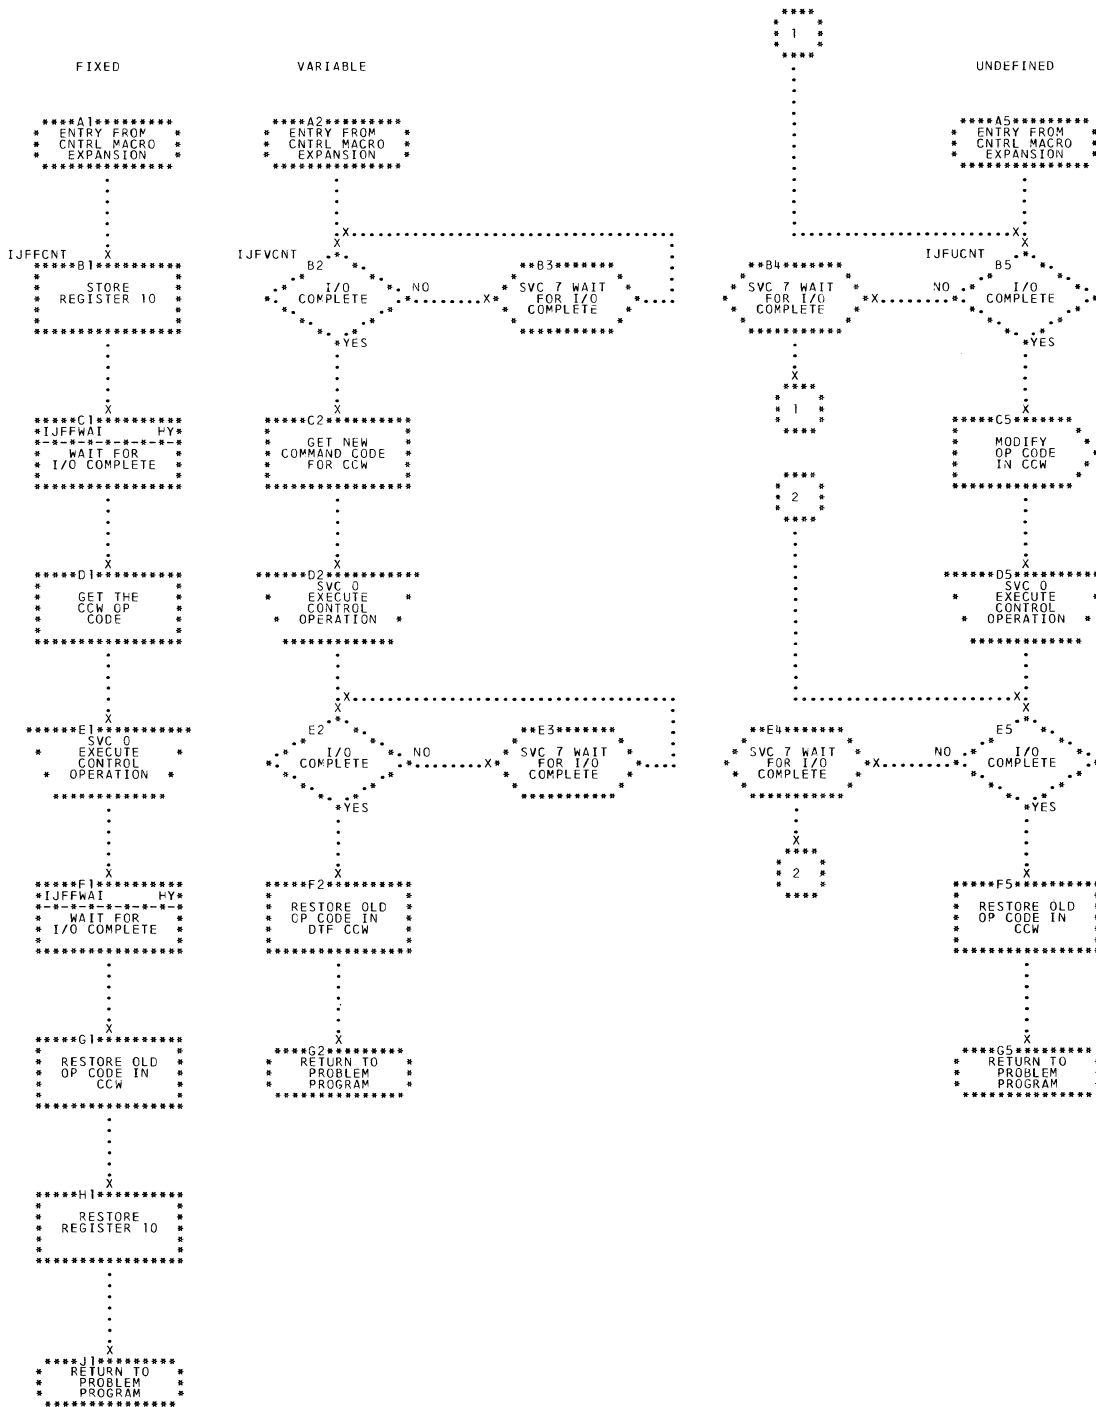 1
FIXED
VARIABLE
UNDEFINED
A1
ENTRY FROM
CNTRL MACRO
EXPANSION
A2
ENTRY FROM
CNTRL MACRO
EXPANSION
A5
ENTRY FROM
CNTRL MACRO
EXPANSION
IJFFCNT
X
B1
STORE
REGISTER 10
IJFVCNT
X
X
B2
I/O
COMPLETE
NO
X
YES
B3
SVC 7 WAIT
FOR I/O
COMPLETE
B4
SVC 7 WAIT
FOR I/O
COMPLETE
X
NO
IJFUCNT
X
X
B5
I/O
COMPLETE
YES
X
1
X
C1
IJFFWAI HY
WAIT FOR
I/O COMPLETE
X
C2
GET NEW
COMMAND CODE
FOR CCW
X
C5
MODIFY
OP CODE
IN CCW
2
X
D1
GET THE
CCW OP
CODE
X
D2
SVC 0
EXECUTE
CONTROL
OPERATION
X
D5
SVC 0
EXECUTE
CONTROL
OPERATION
X
E1
SVC 0
EXECUTE
CONTROL
OPERATION
X
X
E2
I/O
COMPLETE
NO
X
YES
E3
SVC 7 WAIT
FOR I/O
COMPLETE
E4
SVC 7 WAIT
FOR I/O
COMPLETE
X
NO
X
X
E5
I/O
COMPLETE
YES
X
2
X
F1
IJFFWAI HY
WAIT FOR
I/O COMPLETE
X
F2
RESTORE OLD
OP CODE IN
DTF CCW
X
F5
RESTORE OLD
OP CODE IN
CCW
X
G1
RESTORE OLD
OP CODE IN
CCW
X
G2
RETURN TO
PROBLEM
PROGRAM
X
G5
RETURN TO
PROBLEM
PROGRAM
X
H1
RESTORE
REGISTER 10
X
J1
RETURN TO
PROBLEM
PROGRAM